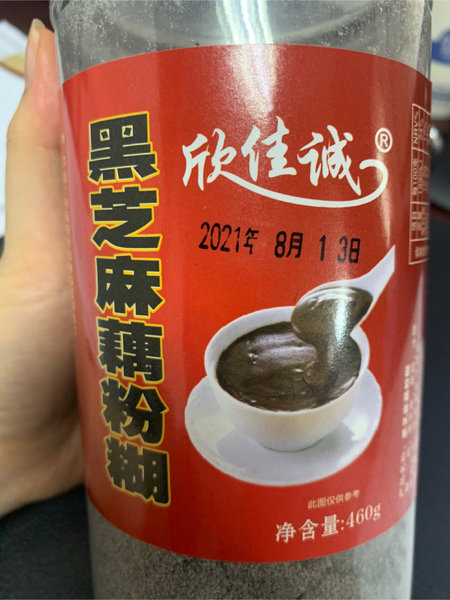 欣佳诚®
黑芝麻藕粉糊
2021年 8月 13日
此图仅供参考
净含量:460g